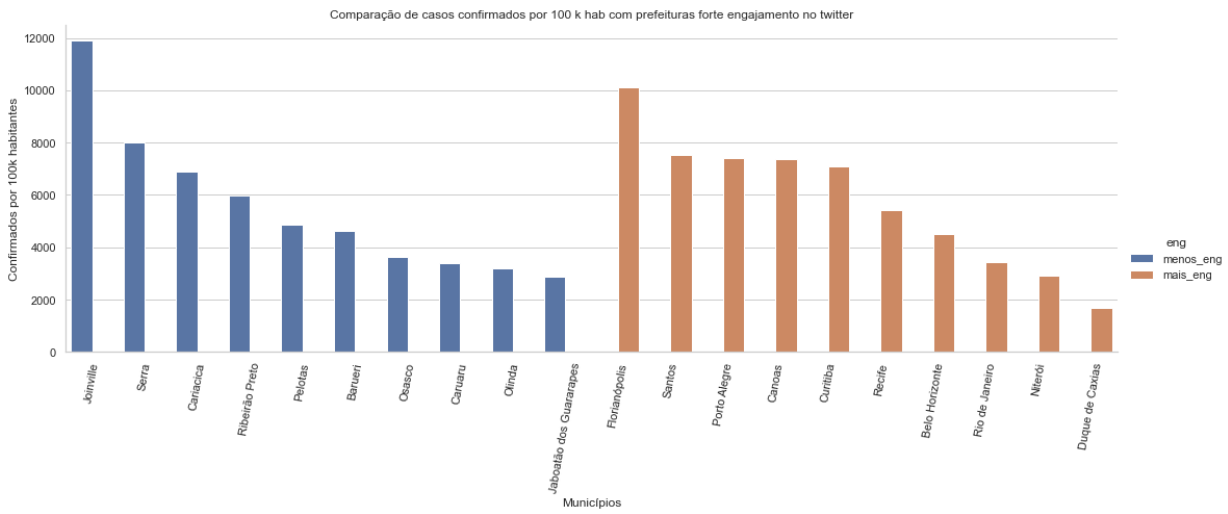 Comparação de casos confirmados por 100 k hab com prefeituras forte engajamento no twitter
Confirmados por 100k habitantes
12000
10000
8000
6000
4000
2000
0
Joinville
Serra
Cariacica
Ribeirão Preto
Pelotas
Barueri
Osasco
Caruaru
Olinda
Jaboatão dos Guararapes
Florianópolis
Santos
Porto Alegre
Canoas
Curitiba
Recife
Belo Horizonte
Rio de Janeiro
Niterói
Duque de Caxias
Municípios
eng
menos_eng
mais_eng